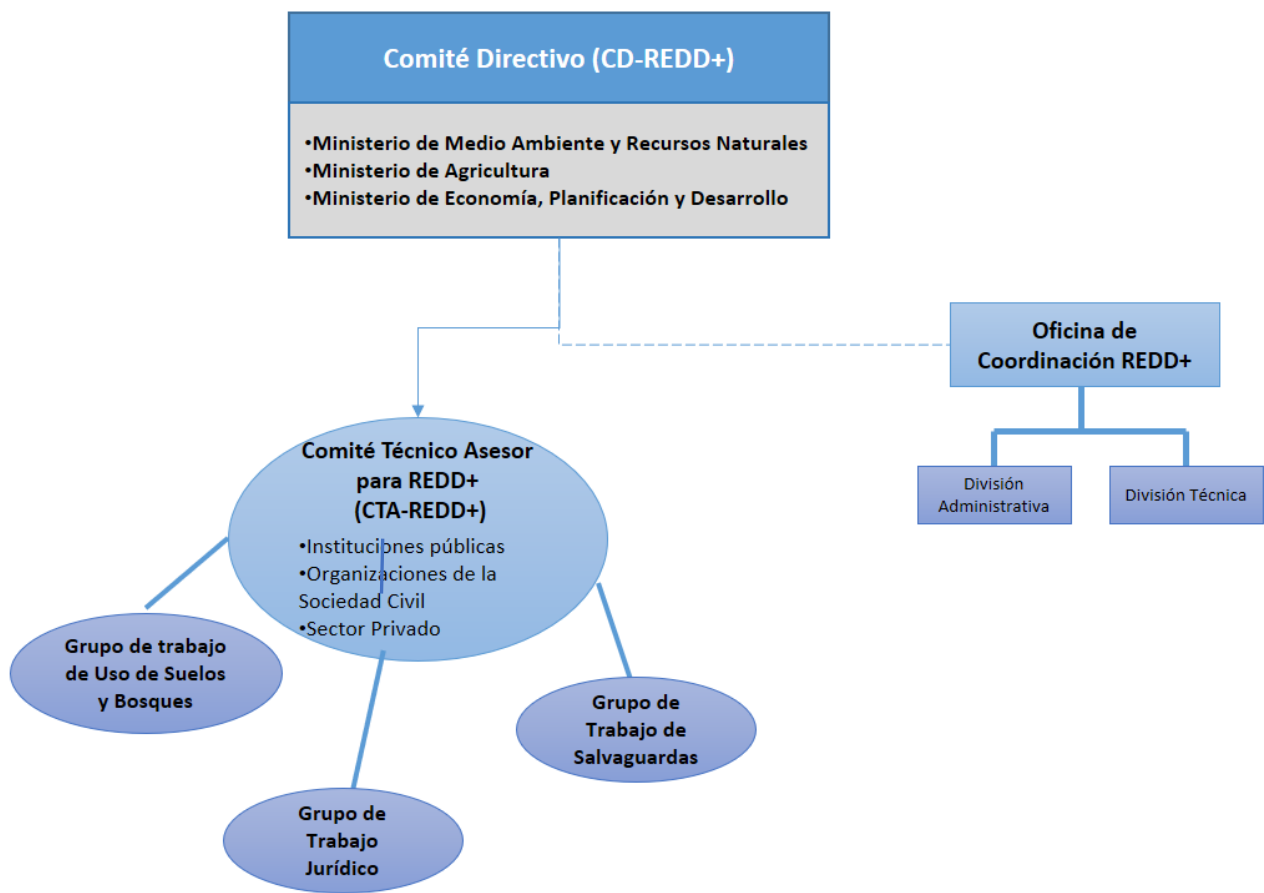 Comité Directivo (CD-REDD+)
•Ministerio de Medio Ambiente y Recursos Naturales
•Ministerio de Agricultura
•Ministerio de Economía, Planificación y Desarrollo
Oficina de
Coordinación REDD+
División
Administrativa
División Técnica
Comité Técnico Asesor
para REDD+
(CTA-REDD+)
•Instituciones públicas
•Organizaciones de la
Sociedad Civil
•Sector Privado
Grupo de trabajo
de Uso de Suelos
y Bosques
Grupo de
Trabajo de
Salvaguardas
Grupo de
Trabajo
Jurídico